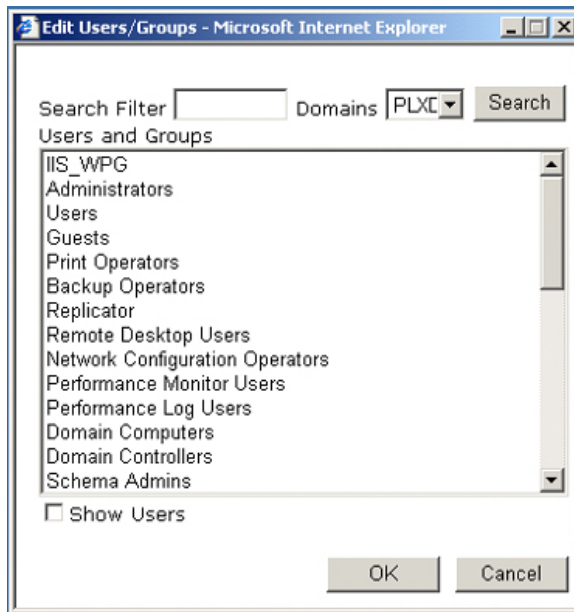 Edit Users/Groups - Microsoft Internet Explorer
Search Filter Domains PLXD Search
Users and Groups
IIS_WPG
Administrators
Users
Guests
Print Operators
Backup Operators
Replicator
Remote Desktop Users
Network Configuration Operators
Performance Monitor Users
Performance Log Users
Domain Computers
Domain Controllers
Schema Admins
Show Users
OK Cancel